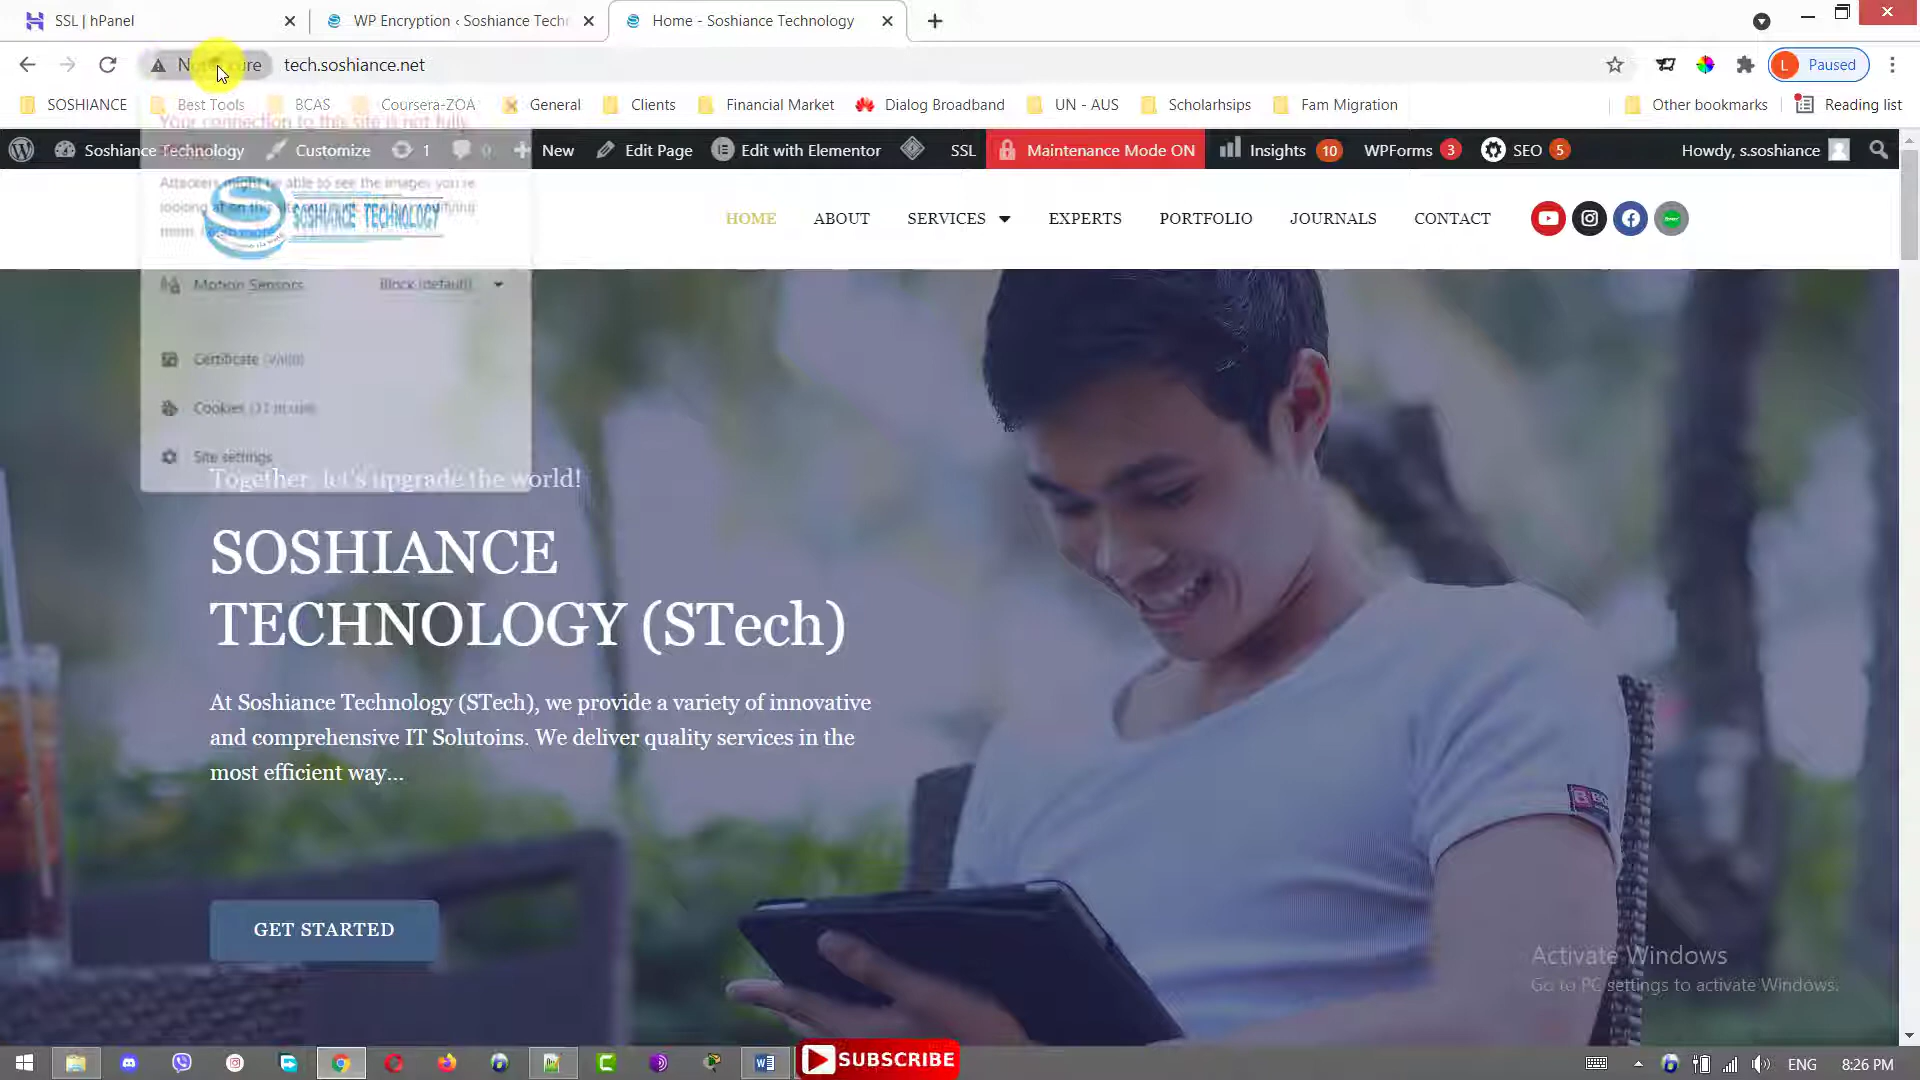 SSL | hPanel
WP Encryption ‹ Soshiance Tech
Home - Soshiance Technology
tech.soshiance.net
L Paused
SOSHIANCE
Best Tools
BCAS
Coursera-ZOA
General
Clients
Financial Market
Dialog Broadband
UN - AUS
Scholarhsips
Fam Migration
Other bookmarks
Reading list
Your connection to this site is not fully
Soshiance Technology
Customize
1
0
New
Edit Page
Edit with Elementor
SSL
Maintenance Mode ON
Insights 10
WPForms 3
SEO 5
Howdy, s.soshiance
Attackers might be able to see the images you're
looking at on this site
SOSHIANCE TECHNOLOGY
HOME
ABOUT
SERVICES
EXPERTS
PORTFOLIO
JOURNALS
CONTACT
Motion Sensors
Block (default)
Certificate (Valid)
Cookies
Site settings
Together, let's upgrade the world!
SOSHIANCE
TECHNOLOGY (STech)
At Soshiance Technology (STech), we provide a variety of innovative
and comprehensive IT Solutoins. We deliver quality services in the
most efficient way...
GET STARTED
Activate Windows
Go to PC settings to activate Windows.
SUBSCRIBE
ENG
8:26 PM